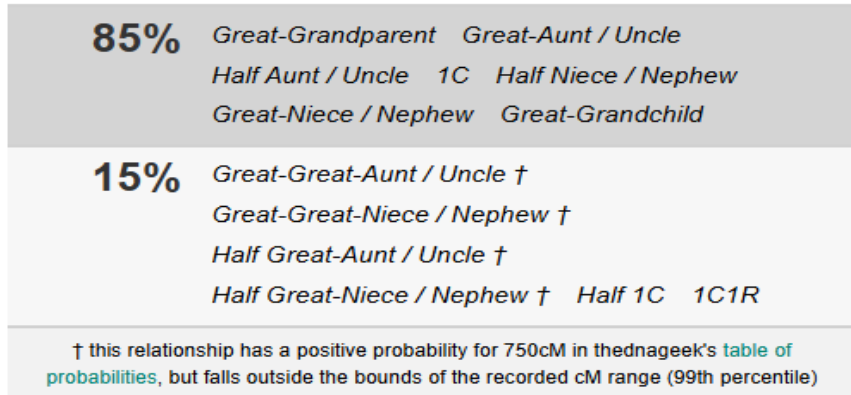 85% Great-Grandparent Great-Aunt / Uncle
Half Aunt / Uncle 1C Half Niece / Nephew
Great-Niece / Nephew Great-Grandchild
15% Great-Great-Aunt / Uncle †
Great-Great-Niece / Nephew †
Half Great-Aunt / Uncle †
Half Great-Niece / Nephew † Half 1C 1C1R
† this relationship has a positive probability for 750cM in thednageek's table of
probabilities, but falls outside the bounds of the recorded cM range (99th percentile)